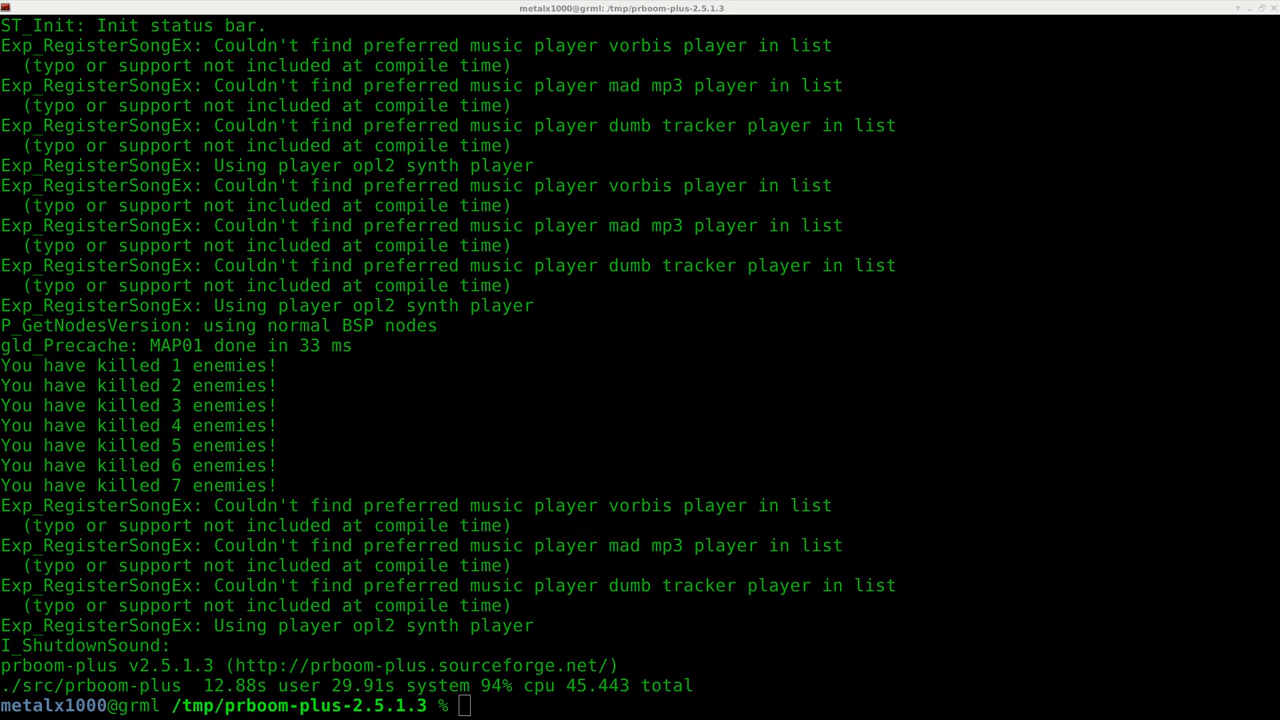 metalx1000@grml: /tmp/prboom-plus-2.5.1.3
ST_Init: Init status bar.
Exp_RegisterSongEx: Couldn't find preferred music player vorbis player in list
  (typo or support not included at compile time)
Exp_RegisterSongEx: Couldn't find preferred music player mad mp3 player in list
  (typo or support not included at compile time)
Exp_RegisterSongEx: Couldn't find preferred music player dumb tracker player in list
  (typo or support not included at compile time)
Exp_RegisterSongEx: Using player opl2 synth player
Exp_RegisterSongEx: Couldn't find preferred music player vorbis player in list
  (typo or support not included at compile time)
Exp_RegisterSongEx: Couldn't find preferred music player mad mp3 player in list
  (typo or support not included at compile time)
Exp_RegisterSongEx: Couldn't find preferred music player dumb tracker player in list
  (typo or support not included at compile time)
Exp_RegisterSongEx: Using player opl2 synth player
P_GetNodesVersion: using normal BSP nodes
gld_Precache: MAP01 done in 33 ms
You have killed 1 enemies!
You have killed 2 enemies!
You have killed 3 enemies!
You have killed 4 enemies!
You have killed 5 enemies!
You have killed 6 enemies!
You have killed 7 enemies!
Exp_RegisterSongEx: Couldn't find preferred music player vorbis player in list
  (typo or support not included at compile time)
Exp_RegisterSongEx: Couldn't find preferred music player mad mp3 player in list
  (typo or support not included at compile time)
Exp_RegisterSongEx: Couldn't find preferred music player dumb tracker player in list
  (typo or support not included at compile time)
Exp_RegisterSongEx: Using player opl2 synth player
I_ShutdownSound:
prboom-plus v2.5.1.3 (http://prboom-plus.sourceforge.net/)
./src/prboom-plus  12.88s user 29.91s system 94% cpu 45.443 total
metalx1000@grml /tmp/prboom-plus-2.5.1.3 %